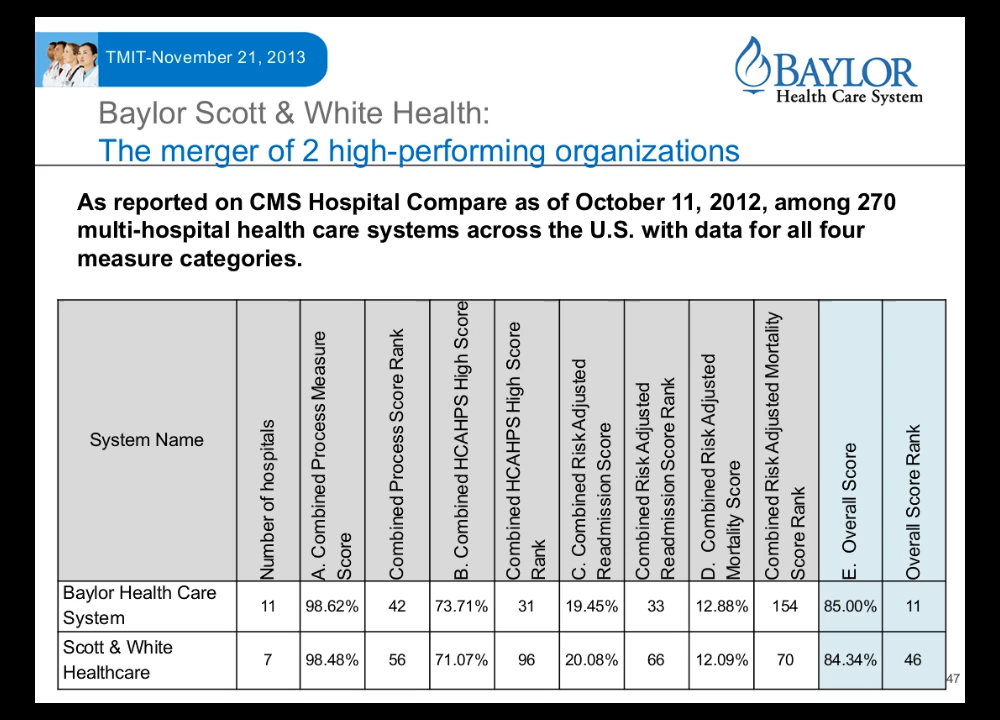 TMIT-November 21, 2013
BAYLOR
Health Care System
Baylor Scott & White Health:
The merger of 2 high-performing organizations
As reported on CMS Hospital Compare as of October 11, 2012, among 270
multi-hospital health care systems across the U.S. with data for all four
measure categories.
System Name
Number of hospitals
A. Combined Process Measure
Score
Combined Process Score Rank
B. Combined HCAHPS High Score
Combined HCAHPS High Score
Rank
C. Combined Risk Adjusted
Readmission Score
Combined Risk Adjusted
Readmission Score Rank
D. Combined Risk Adjusted
Mortality Score
Combined Risk Adjusted Mortality
Score Rank
E. Overall Score
Overall Score Rank
Baylor Health Care
System
11 98.62% 42 73.71% 31 19.45% 33 12.88% 154 85.00% 11
Scott & White
Healthcare
7 98.48% 56 71.07% 96 20.08% 66 12.09% 70 84.34% 46
47